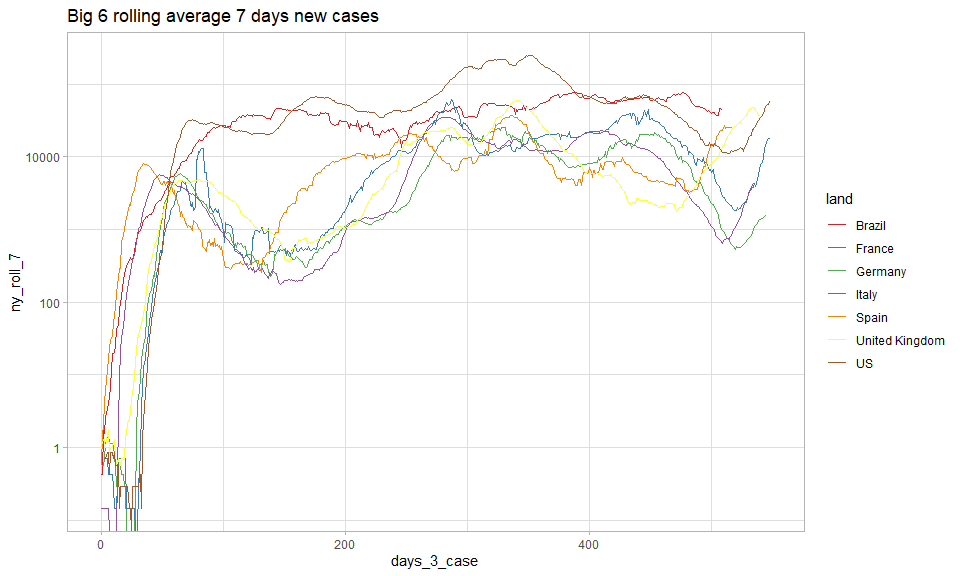 Big 6 rolling average 7 days new cases
ny_roll_7
10000
100
1
0
200
400
days_3_case
land
Brazil
France
Germany
Italy
Spain
United Kingdom
US